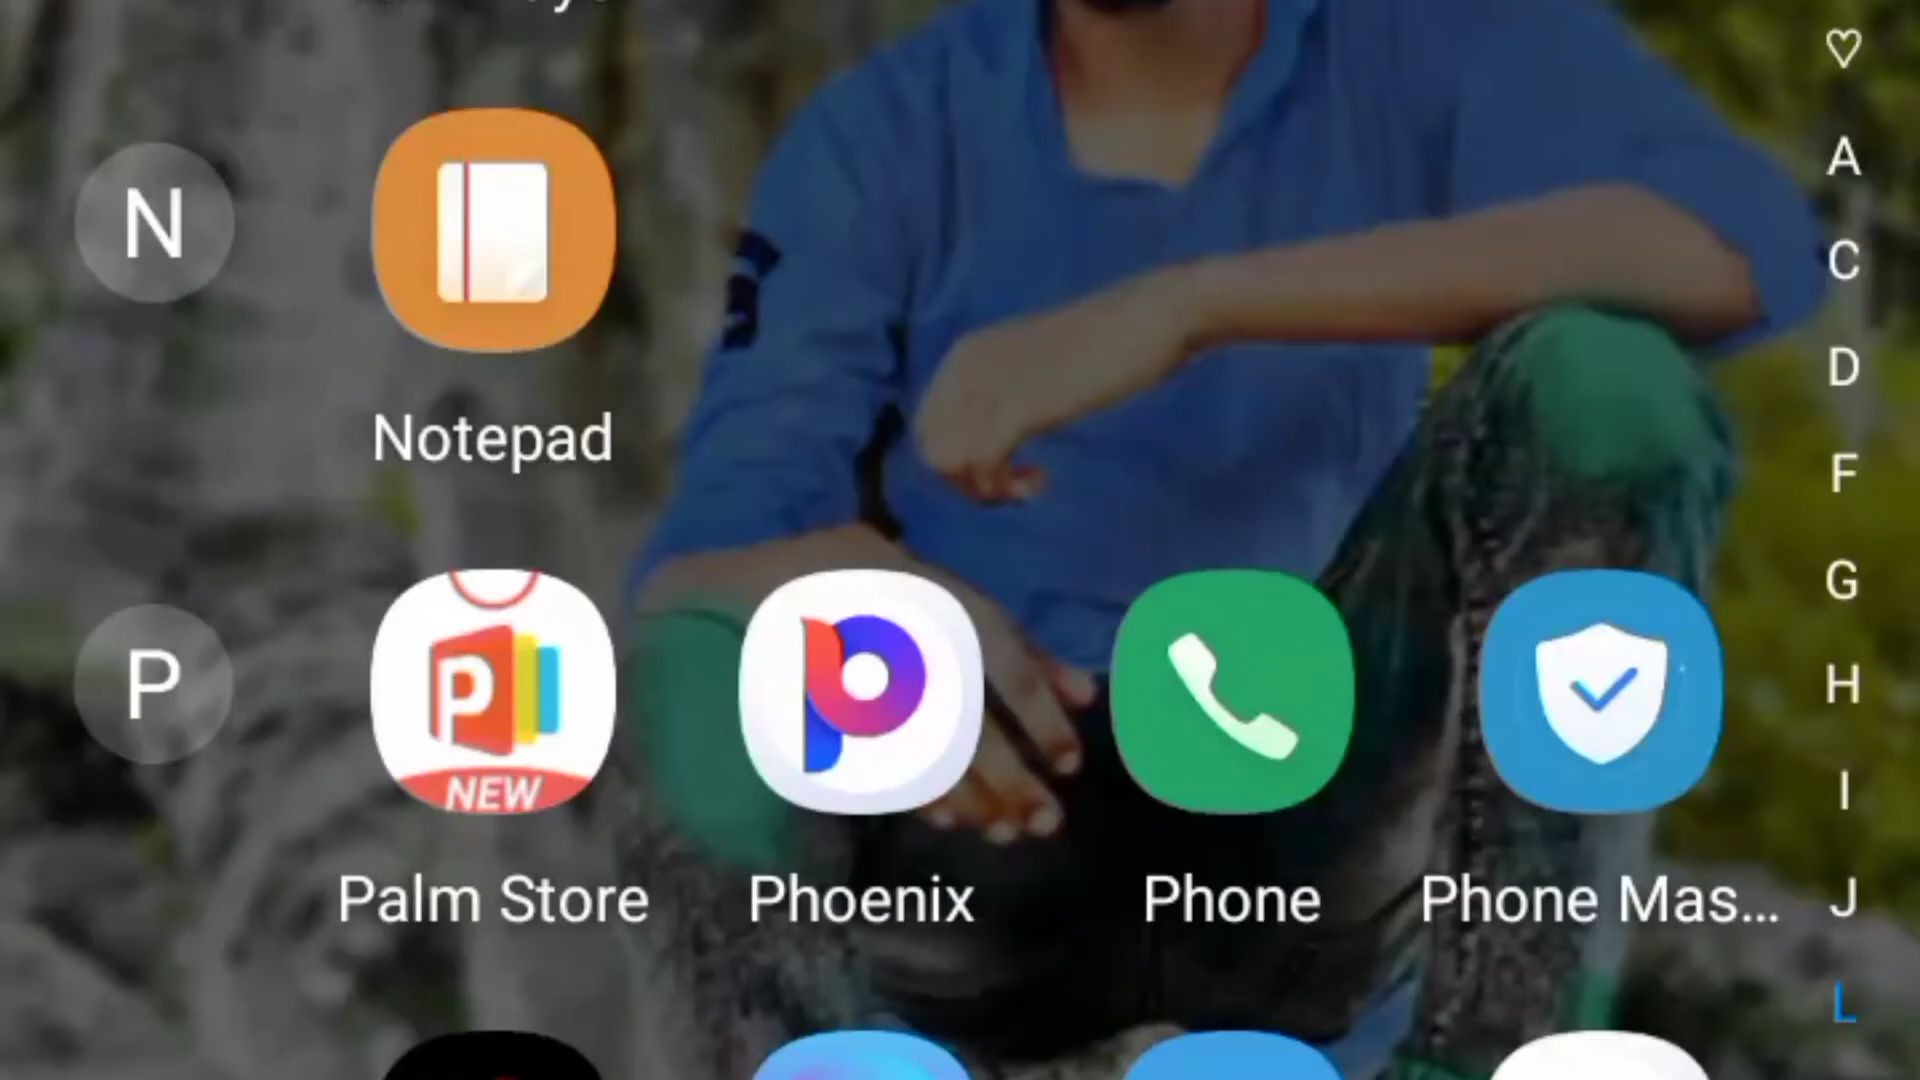 N
Notepad
P
NEW
Palm Store
Phoenix
Phone
Phone Mas...
♡
A
C
D
F
G
H
I
J
L